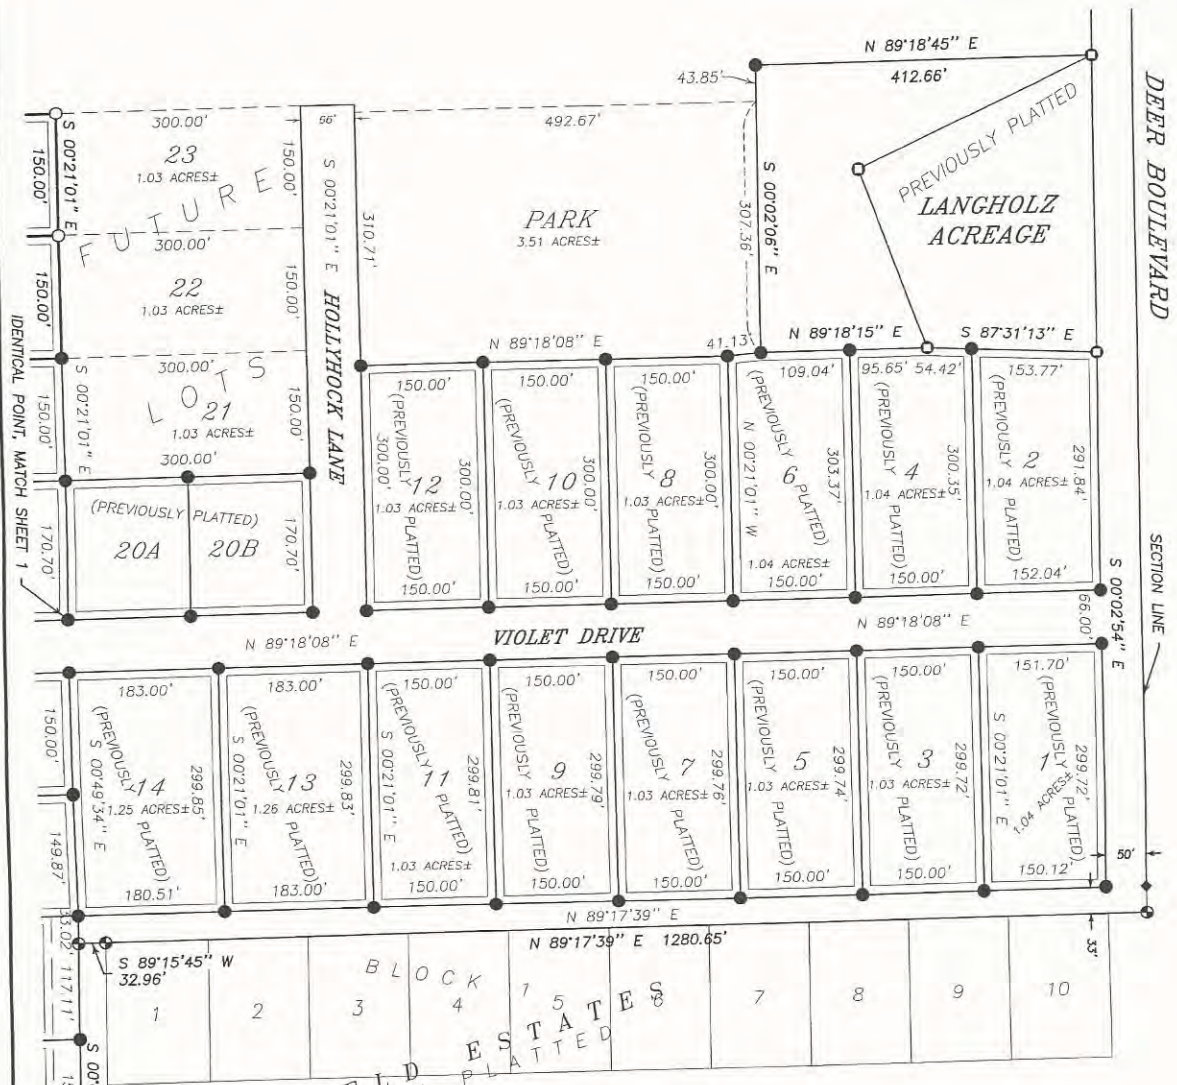 N 89°18'45" E
412.66'
43.85'
DEER BOULEVARD
PREVIOUSLY PLATTED
LANGHOLZ
ACREAGE
S 00°02'06" E
307.36'
492.67'
PARK
3.51 ACRES±
310.71'
66'
S 00°21'01" E
HOLLYHOCK LANE
300.00'
23
1.03 ACRES±
150.00'
S 00°21'01" E
150.00'
FUTURE
300.00'
22
1.03 ACRES±
150.00'
150.00'
300.00'
LOTS
21
1.03 ACRES±
150.00'
S 00°21'01" E
150.00'
300.00'
(PREVIOUSLY PLATTED)
20A
20B
170.70'
170.70'
IDENTICAL POINT, MATCH SHEET 1
N 89°18'08" E
41.13'
N 89°18'15" E
S 87°31'13" E
150.00'
(PREVIOUSLY PLATTED)
300.00'
12
300.00'
1.03 ACRES±
150.00'
150.00'
(PREVIOUSLY PLATTED)
10
300.00'
1.03 ACRES±
150.00'
150.00'
(PREVIOUSLY PLATTED)
8
300.00'
1.03 ACRES±
150.00'
109.04'
(PREVIOUSLY PLATTED)
N 00°21'01" W
6
303.37'
1.04 ACRES±
150.00'
95.65' 54.42'
(PREVIOUSLY PLATTED)
4
300.35'
1.04 ACRES±
150.00'
153.77'
(PREVIOUSLY PLATTED)
2
291.84'
1.04 ACRES±
152.04'
SECTION LINE
S 00°02'54" E
66.00'
N 89°18'08" E
VIOLET DRIVE
N 89°18'08" E
150.00'
149.87'
183.00'
(PREVIOUSLY PLATTED)
S 00°49'34" E
14
299.85'
1.25 ACRES±
180.51'
183.00'
(PREVIOUSLY PLATTED)
S 00°21'01" E
13
299.83'
1.26 ACRES±
183.00'
150.00'
(PREVIOUSLY PLATTED)
S 00°21'01" E
11
299.81'
1.03 ACRES±
150.00'
150.00'
(PREVIOUSLY PLATTED)
9
299.79'
1.03 ACRES±
150.00'
150.00'
(PREVIOUSLY PLATTED)
7
299.76'
1.03 ACRES±
150.00'
150.00'
(PREVIOUSLY PLATTED)
5
299.74'
1.03 ACRES±
150.00'
150.00'
(PREVIOUSLY PLATTED)
3
299.72'
1.03 ACRES±
150.00'
151.70'
S 00°21'01" E
(PREVIOUSLY PLATTED)
1
299.72'
1.04 ACRES±
150.12'
50'
33'
N 89°17'39" E
N 89°17'39" E 1280.65'
33.02'
117.11'
S 89°15'45" W
32.96'
BLOCK 1
1
2
3
4
5
6
7
8
9
10
ELD ESTATES
PLATTED
S 00°